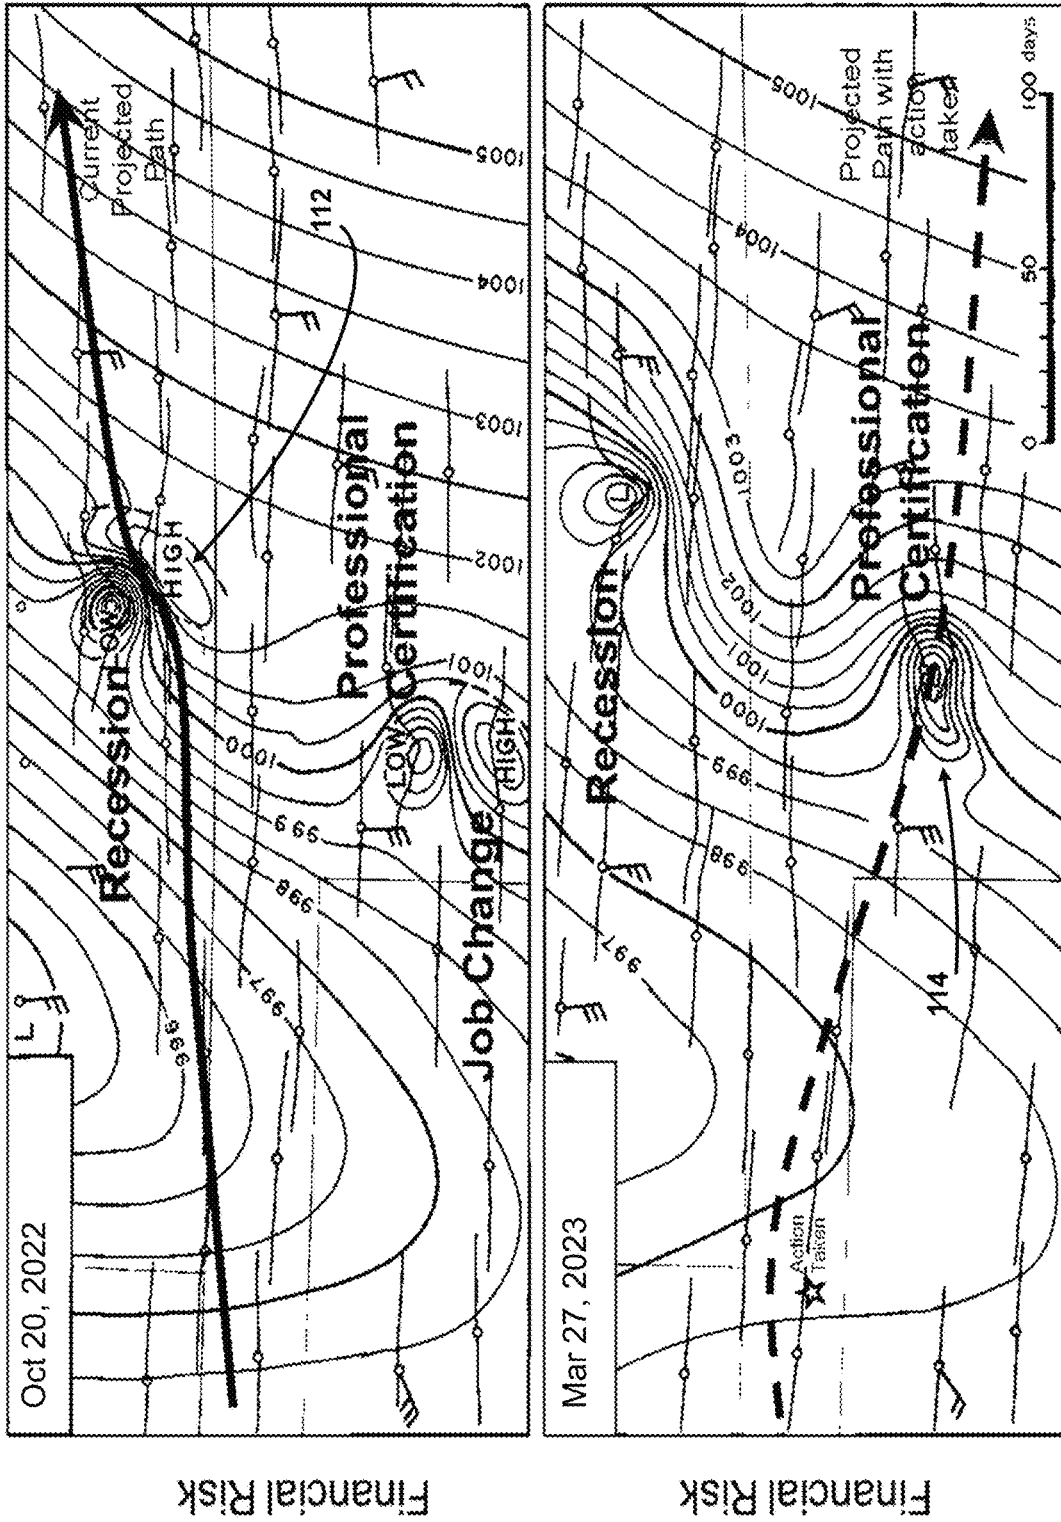 Financial Risk
Oct 20, 2022
L
996
997
998
999
1000
1001
1002
1003
1004
1005
Recession
LOW
HIGH
Current
Projected
Path
112
Professional
Certification
LOW
HIGH
Job Change
Financial Risk
Mar 27, 2023
997
998
999
1000
1001
1002
1003
1004
1005
Recession
L
Projected
Path with
action
taken
Professional
Certification
Action
Taken
114
0
50
100 days